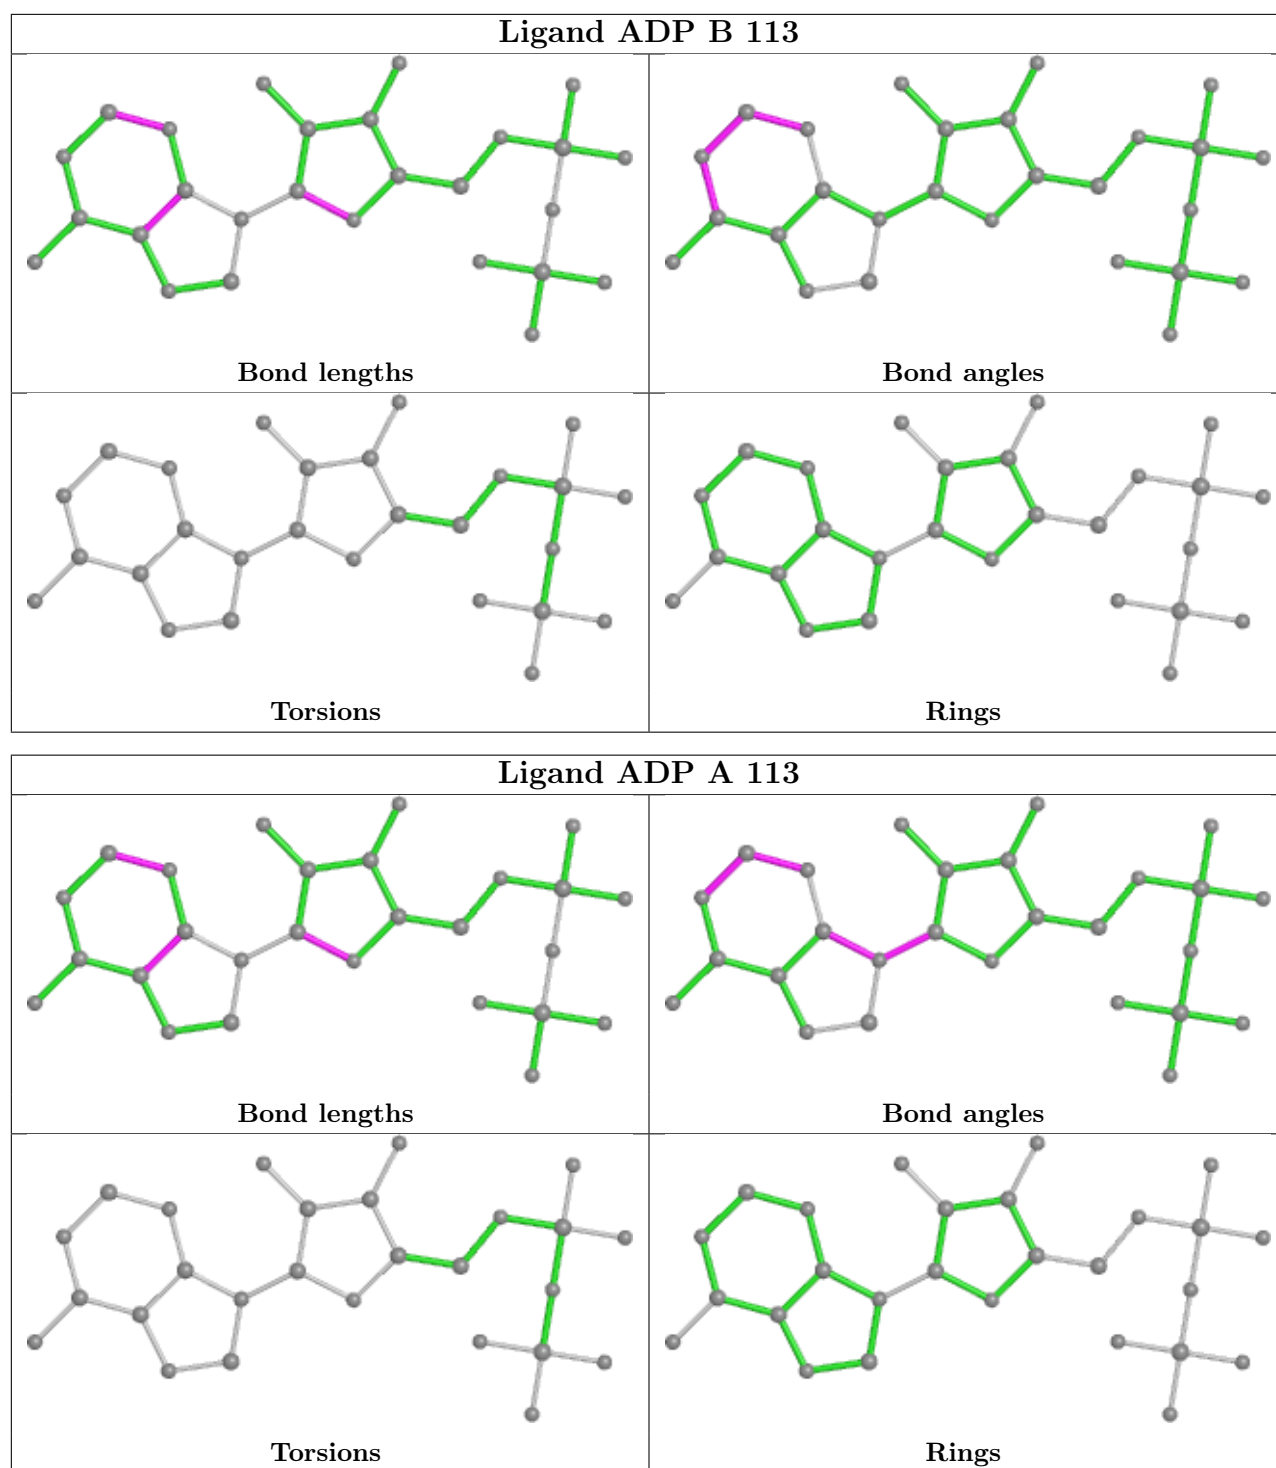 Ligand ADP B 113
Bond lengths
Bond angles
Torsions
Rings
Ligand ADP A 113
Bond lengths
Bond angles
Torsions
Rings